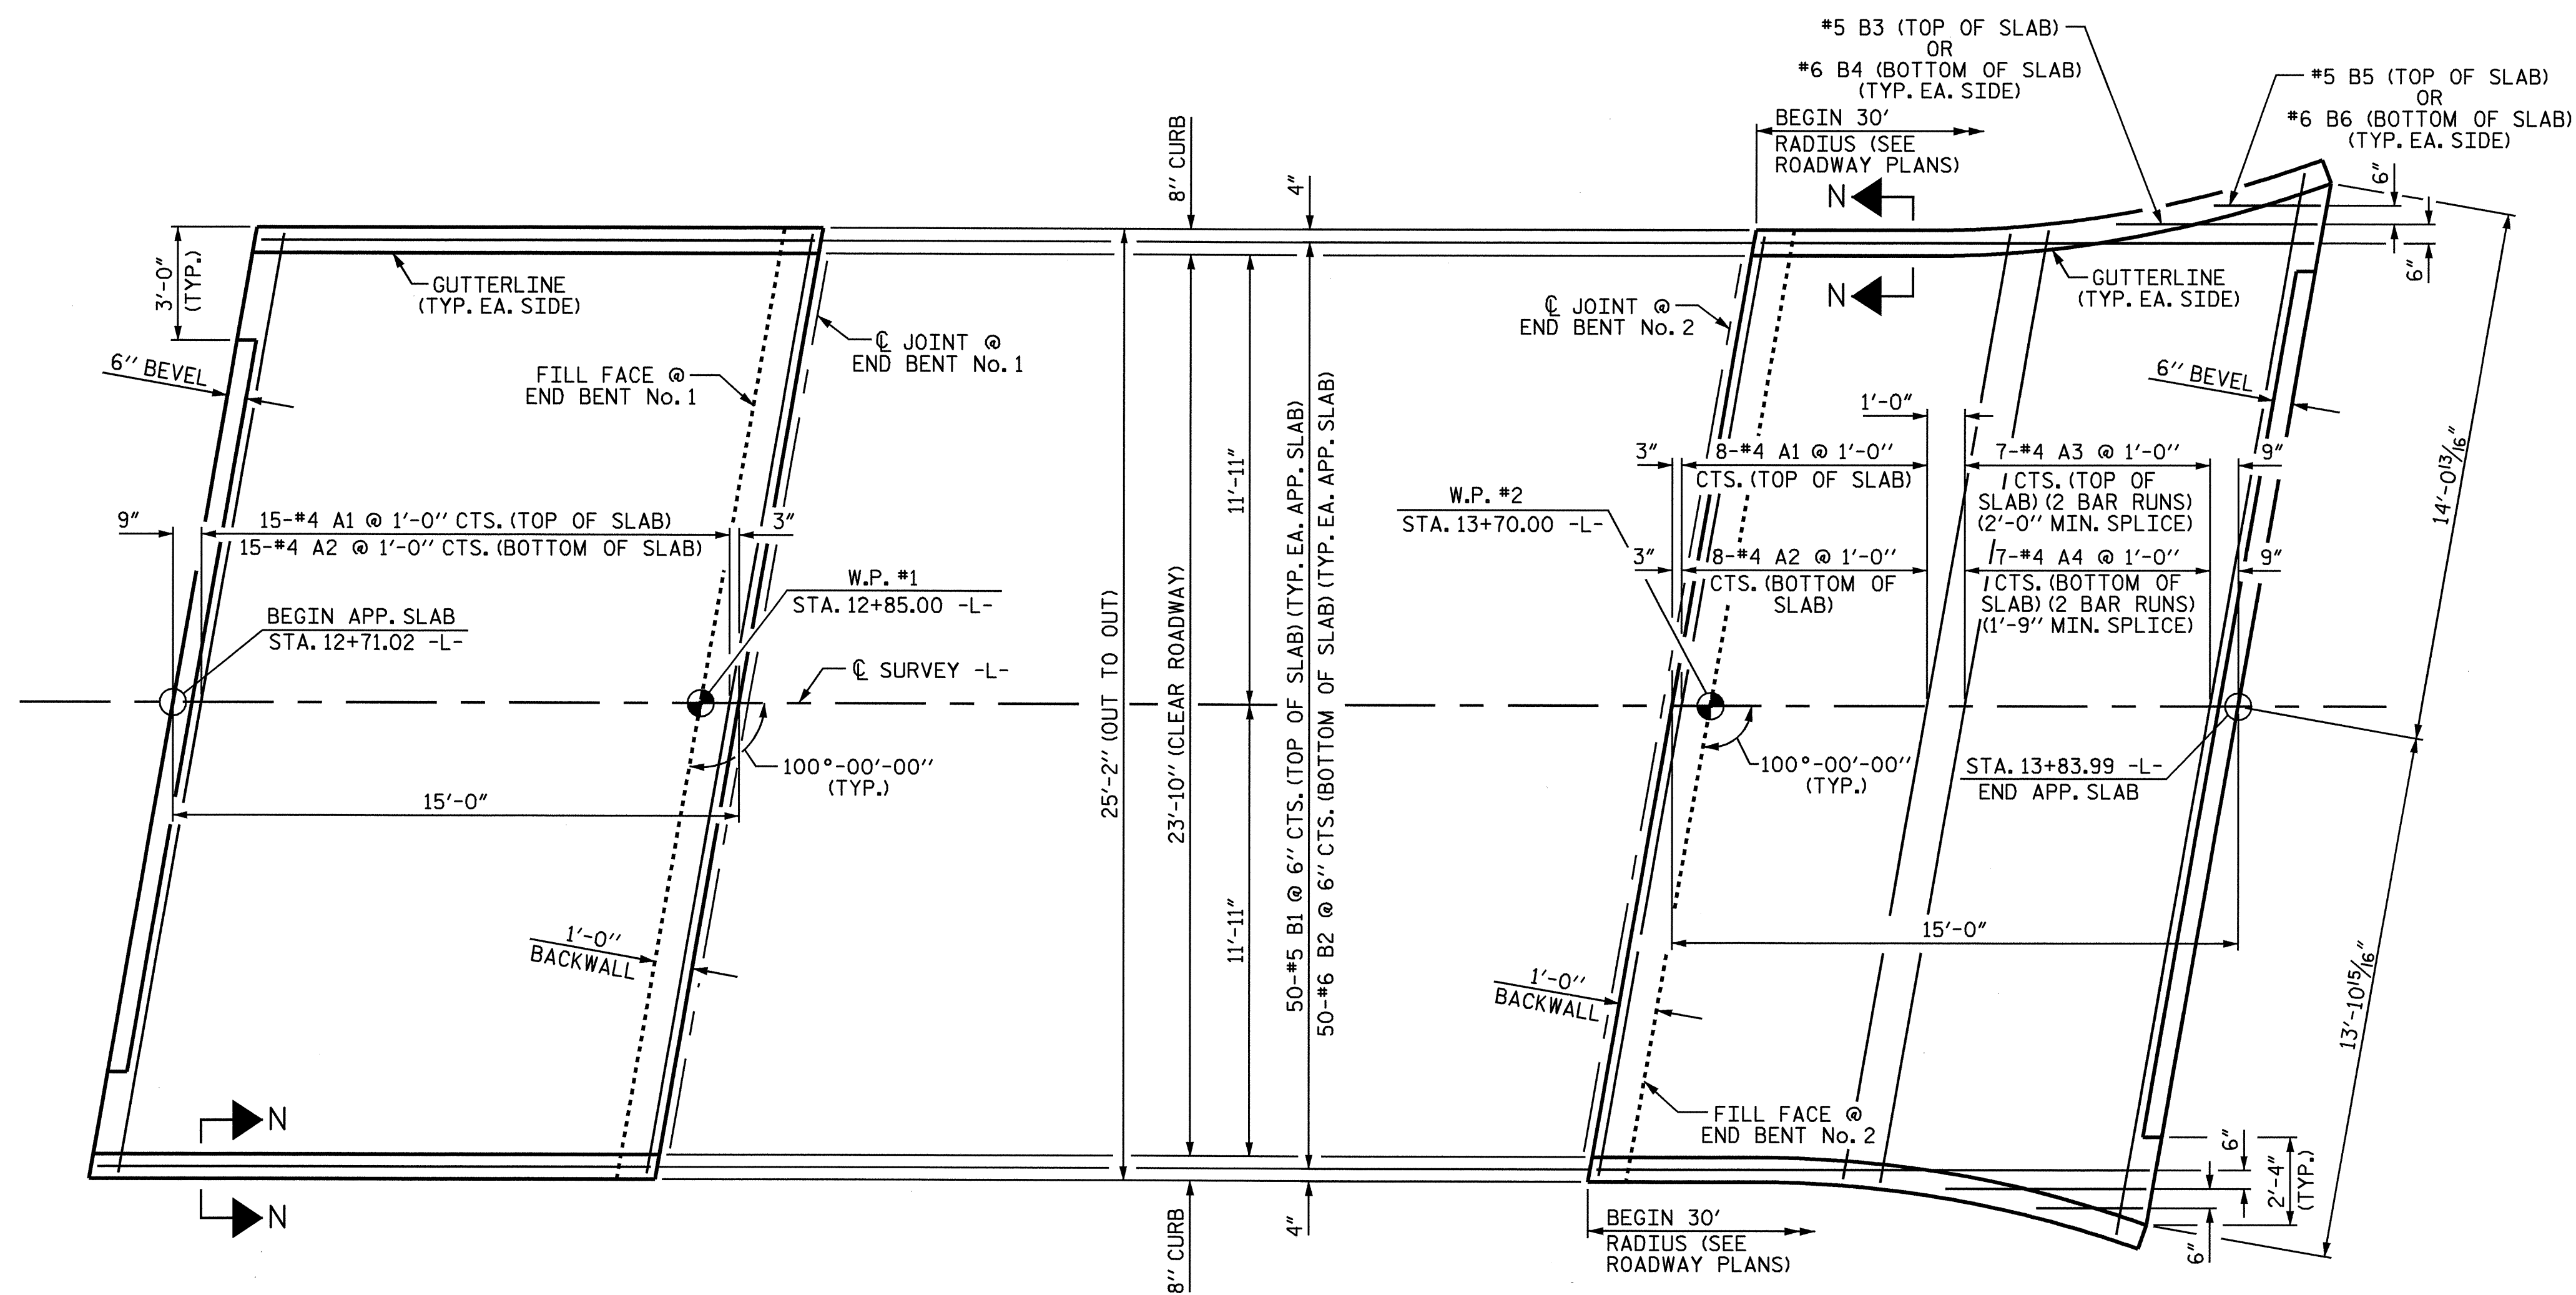 #5 B3 (TOP OF SLAB)
OR
#6 B4 (BOTTOM OF SLAB)
(TYP. EA. SIDE)
#5 B5 (TOP OF SLAB)
OR
#6 B6 (BOTTOM OF SLAB)
(TYP. EA. SIDE)
BEGIN 30'
RADIUS (SEE
ROADWAY PLANS)
8" CURB
4"
6"
6"
N
N
3'-0"
(TYP.)
GUTTERLINE
(TYP. EA. SIDE)
GUTTERLINE
(TYP. EA. SIDE)
℄ JOINT @
END BENT No. 1
℄ JOINT @
END BENT No. 2
6" BEVEL
FILL FACE @
END BENT No. 1
6" BEVEL
1'-0"
3"
8-#4 A1 @ 1'-0"
CTS. (TOP OF SLAB)
7-#4 A3 @ 1'-0"
CTS. (TOP OF
SLAB) (2 BAR RUNS)
(2'-0" MIN. SPLICE)
9"
14'-0 13/16"
9"
15-#4 A1 @ 1'-0" CTS. (TOP OF SLAB)
15-#4 A2 @ 1'-0" CTS. (BOTTOM OF SLAB)
3"
11'-11"
50-#5 B1 @ 6" CTS. (TOP OF SLAB) (TYP. EA. APP. SLAB)
50-#6 B2 @ 6" CTS. (BOTTOM OF SLAB) (TYP. EA. APP. SLAB)
W.P. #2
STA. 13+70.00 -L-
3"
8-#4 A2 @ 1'-0"
CTS. (BOTTOM OF
SLAB)
7-#4 A4 @ 1'-0"
CTS. (BOTTOM OF
SLAB) (2 BAR RUNS)
(1'-9" MIN. SPLICE)
9"
W.P. #1
STA. 12+85.00 -L-
BEGIN APP. SLAB
STA. 12+71.02 -L-
℄ SURVEY -L-
25'-2" (OUT TO OUT)
23'-10" (CLEAR ROADWAY)
100°-00'-00"
(TYP.)
100°-00'-00"
(TYP.)
STA. 13+83.99 -L-
END APP. SLAB
15'-0"
15'-0"
11'-11"
1'-0"
BACKWALL
1'-0"
BACKWALL
13'-10 15/16"
N
N
FILL FACE @
END BENT No. 2
6"
2'-4"
(TYP.)
6"
8" CURB
4"
BEGIN 30'
RADIUS (SEE
ROADWAY PLANS)